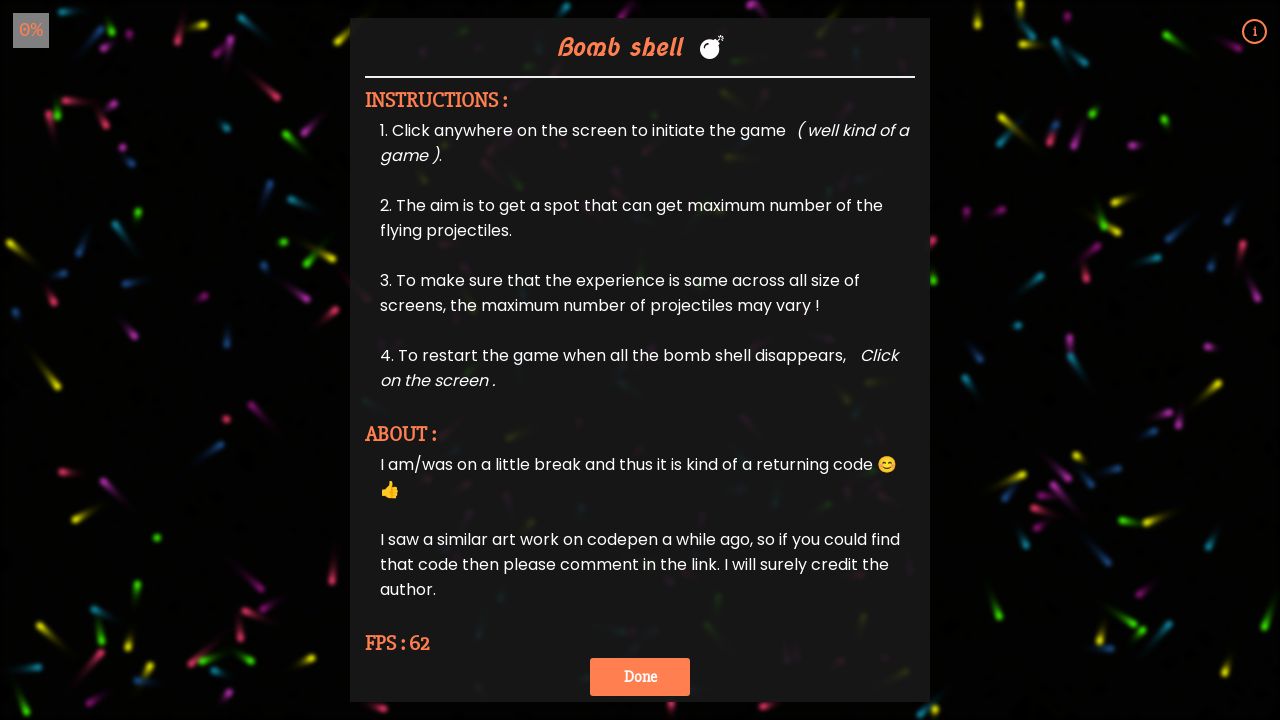 0%
i
Bomb shell 💣
INSTRUCTIONS :
1. Click anywhere on the screen to initiate the game ( well kind of a
game ).
2. The aim is to get a spot that can get maximum number of the
flying projectiles.
3. To make sure that the experience is same across all size of
screens, the maximum number of projectiles may vary !
4. To restart the game when all the bomb shell disappears, Click
on the screen .
ABOUT :
I am/was on a little break and thus it is kind of a returning code 😊
👍
I saw a similar art work on codepen a while ago, so if you could find
that code then please comment in the link. I will surely credit the
author.
FPS : 62
Done